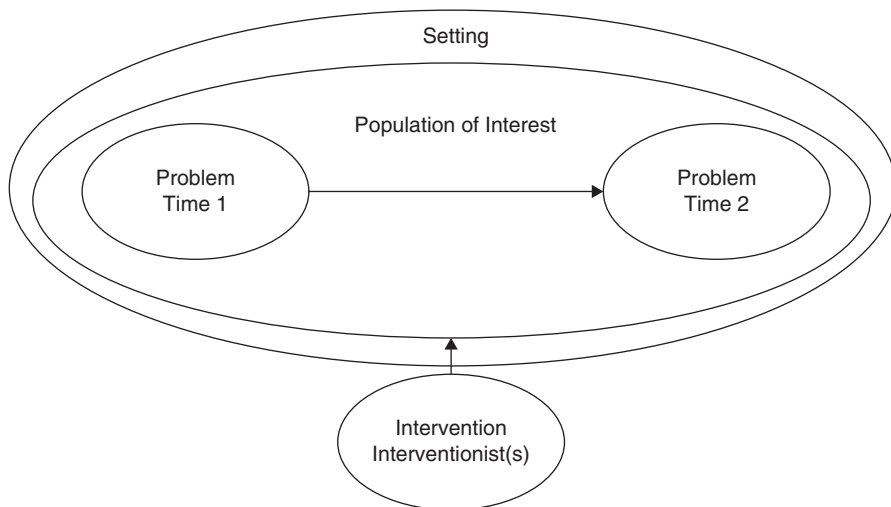 Setting
Population of Interest
Problem
Time 1
Problem
Time 2
Intervention
Interventionist(s)